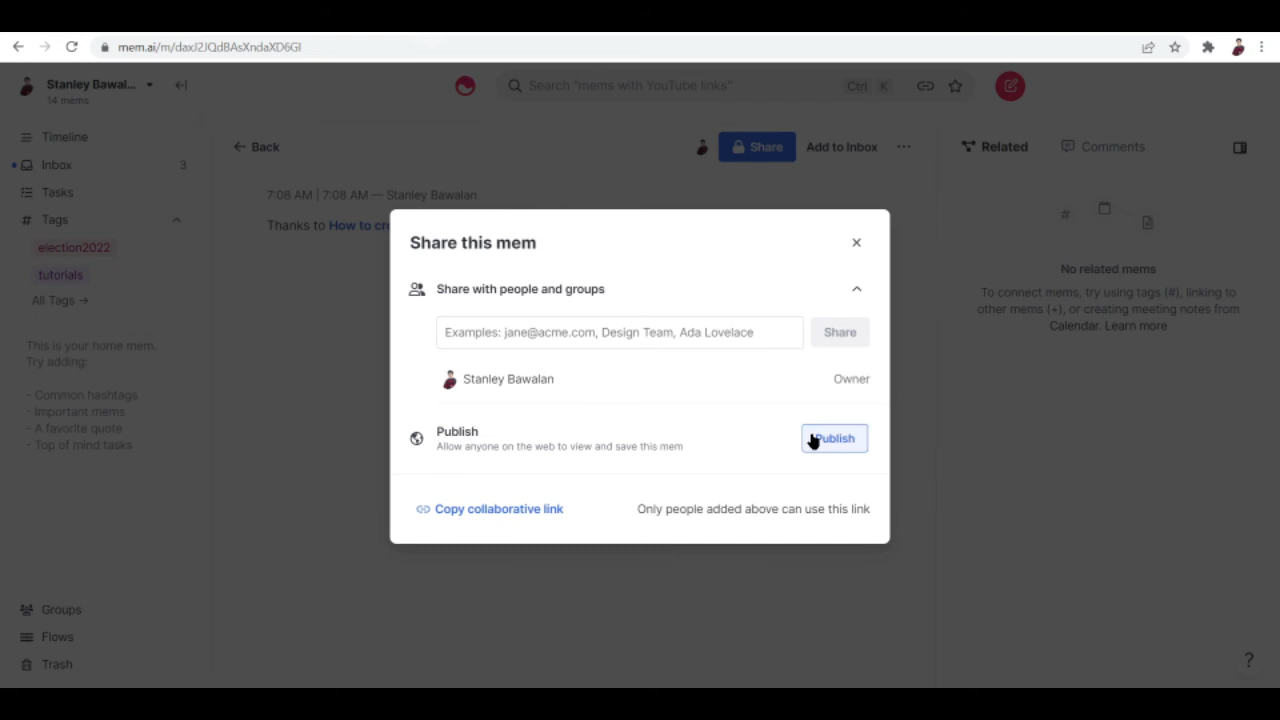 mem.ai/m/daxJ2JQdBAsXndaXD6GI
Stanley Bawal...
14 mems
Search "mems with YouTube links"
Ctrl K
Timeline
Inbox 3
Tasks
Tags
election2022
tutorials
All Tags →
This is your home mem.
Try adding:
- Common hashtags
- Important mems
- A favorite quote
- Top of mind tasks
Groups
Flows
Trash
← Back
Share
Add to Inbox
7:08 AM | 7:08 AM — Stanley Bawalan
Thanks to How to cr
Share this mem
Share with people and groups
Examples: jane@acme.com, Design Team, Ada Lovelace
Share
Stanley Bawalan
Owner
Publish
Allow anyone on the web to view and save this mem
Publish
Copy collaborative link
Only people added above can use this link
Related
Comments
No related mems
To connect mems, try using tags (#), linking to
other mems (+), or creating meeting notes from
Calendar. Learn more
?